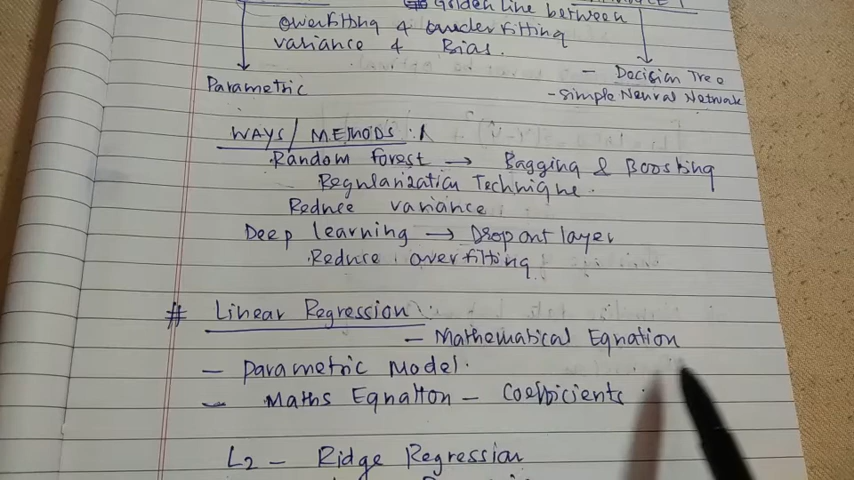 Golden Line between
overfitting & underfitting
variance & Bias.
Parametric
- Decision Tree
- Simple Neural Network
WAYS/ METHODS :
Random forest → Bagging & Boosting
Regularization Technique.
Reduce variance
Deep learning → Dropout layer
Reduce overfitting
# Linear Regression :
- Mathematical Equation
- Parametric Model.
- Maths Equation - Coefficients
L2 - Ridge Regression